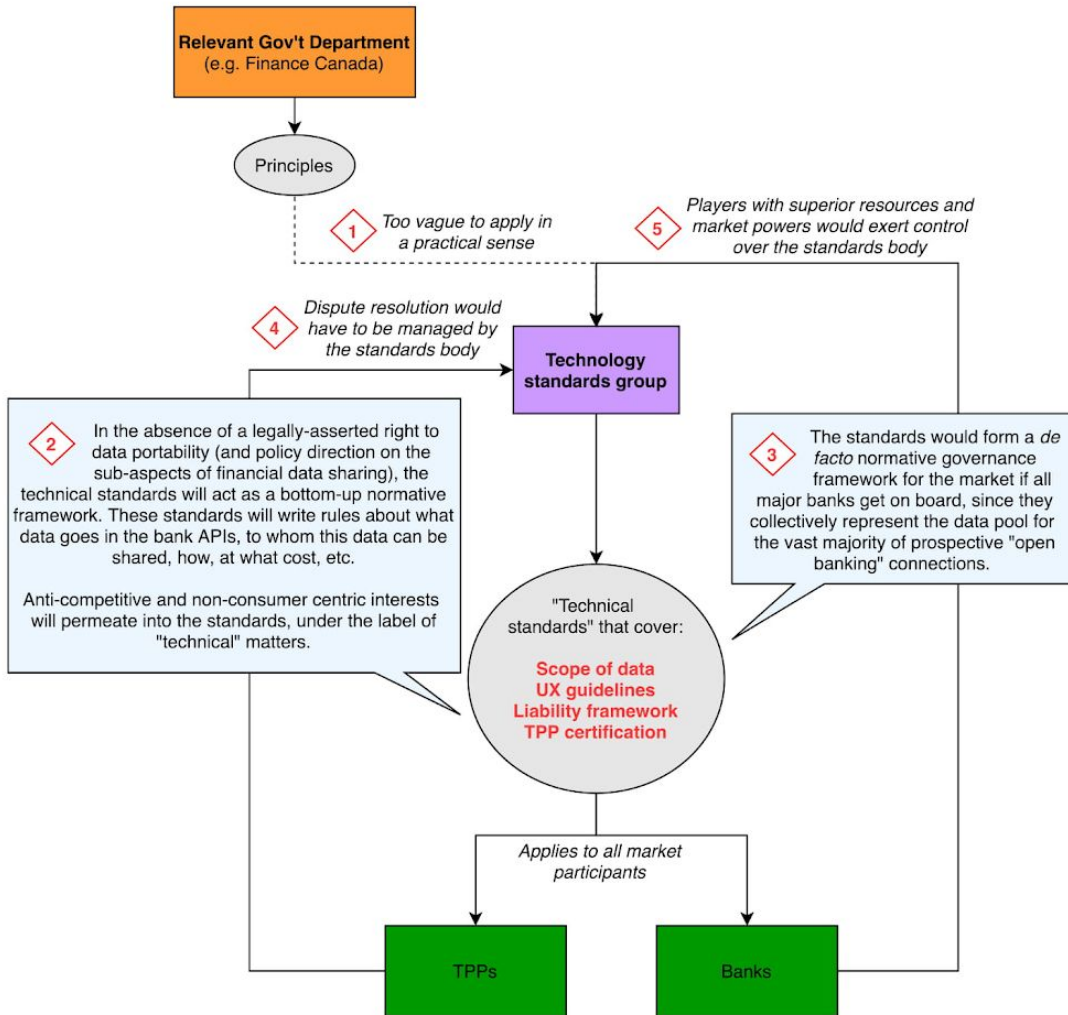 Relevant Gov't Department
(e.g. Finance Canada)
Principles
1
Too vague to apply in
a practical sense
5
Players with superior resources and
market powers would exert control
over the standards body
4
Dispute resolution would
have to be managed by
the standards body
Technology
standards group
2
In the absence of a legally-asserted right to
data portability (and policy direction on the
sub-aspects of financial data sharing), the
technical standards will act as a bottom-up normative
framework. These standards will write rules about what
data goes in the bank APIs, to whom this data can be
shared, how, at what cost, etc.
Anti-competitive and non-consumer centric interests
will permeate into the standards, under the label of
"technical" matters.
3
The standards would form a de
facto normative governance
framework for the market if all
major banks get on board, since they
collectively represent the data pool for
the vast majority of prospective "open
banking" connections.
"Technical
standards" that cover:
Scope of data
UX guidelines
Liability framework
TPP certification
Applies to all market
participants
TPPs
Banks